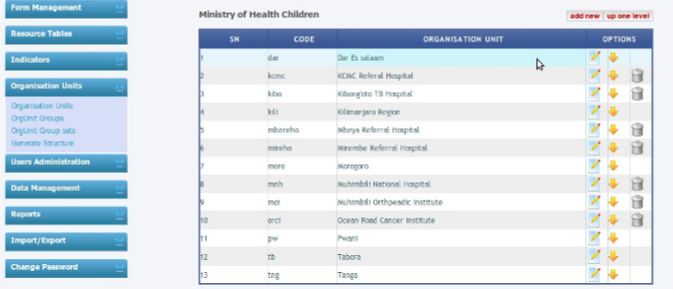 Form Management
Resource Tables
Indicators
Organisation Units
Organisation Units
OrgUnit Groups
OrgUnit Group sets
Generate Structure
Users Administration
Data Management
Reports
Import/Export
Change Password
Ministry of Health Children
add new up one level
SN CODE ORGANISATION UNIT OPTIONS
1 dar Dar Es salaam
2 kcmc KCMC Referal Hospital
3 kibo Kibong'oto TB Hospital
4 kili Kilimanjaro Region
5 mbereho Mbeya Referral Hospital
6 mireho Mirembe Referral Hospital
7 moro Morogoro
8 mnh Muhimbili National Hospital
9 moi Muhimbili Orthpeadic Institute
10 orci Ocean Road Cancer Institute
11 pw Pwani
12 tb Tabora
13 tng Tanga